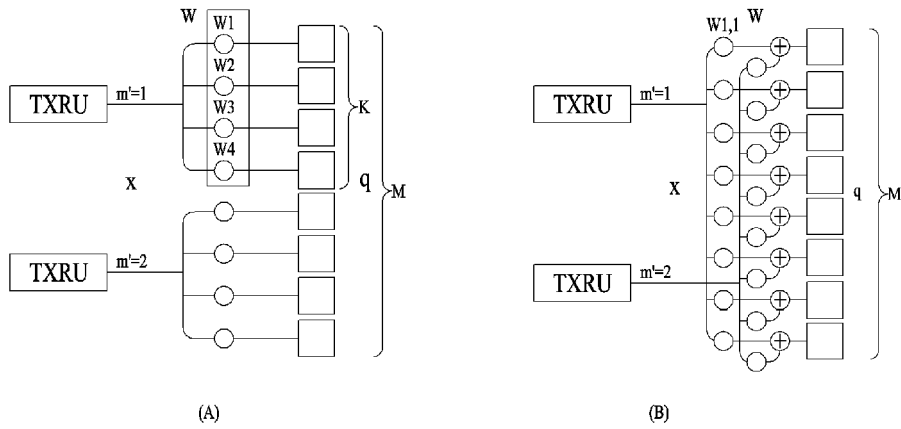 W
W1
W2
W3
W4
TXRU
m'=1
x
TXRU
m'=2
K
q
M
(A)
W1,1
W
+
+
+
+
+
+
+
+
TXRU
m'=1
x
TXRU
m'=2
q
M
(B)